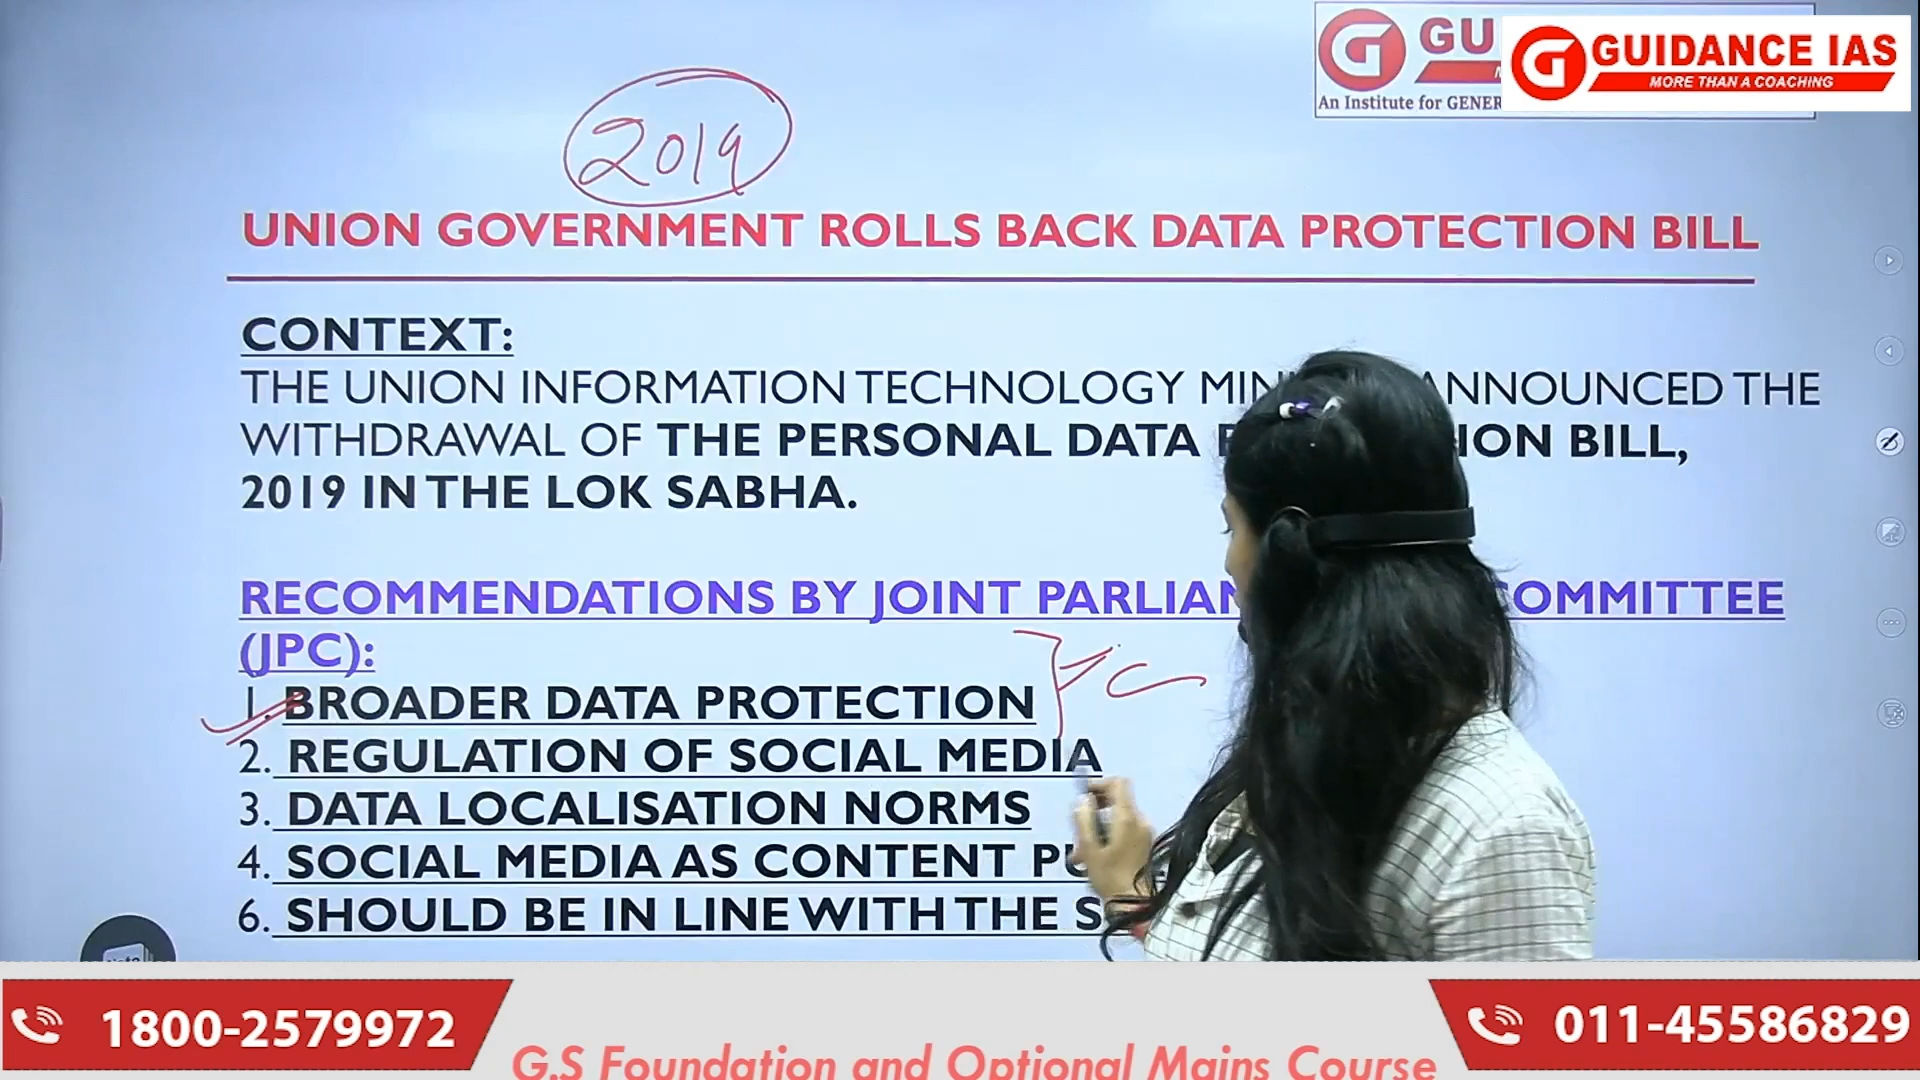 GU
GUIDANCE IAS
MORE THAN A COACHING
An Institute for GENER
2019
UNION GOVERNMENT ROLLS BACK DATA PROTECTION BILL
CONTEXT:
THE UNION INFORMATION TECHNOLOGY MIN ANNOUNCED THE
WITHDRAWAL OF THE PERSONAL DATA ION BILL,
2019 IN THE LOK SABHA.
RECOMMENDATIONS BY JOINT PARLIAM OMMITTEE
(JPC):
1. BROADER DATA PROTECTION
2. REGULATION OF SOCIAL MEDIA
3. DATA LOCALISATION NORMS
4. SOCIAL MEDIA AS CONTENT PU
6. SHOULD BE IN LINE WITH THE S
1800-2579972
G.S Foundation and Optional Mains Course
011-45586829